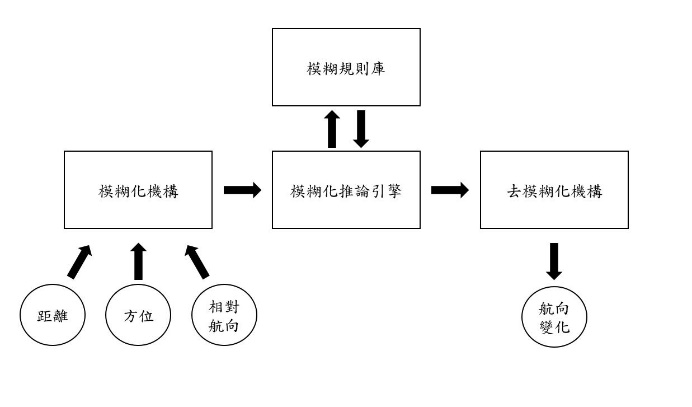 模糊規則庫
模糊化機構
模糊化推論引擎
去模糊化機構
距離
方位
相對
航向
航向
變化